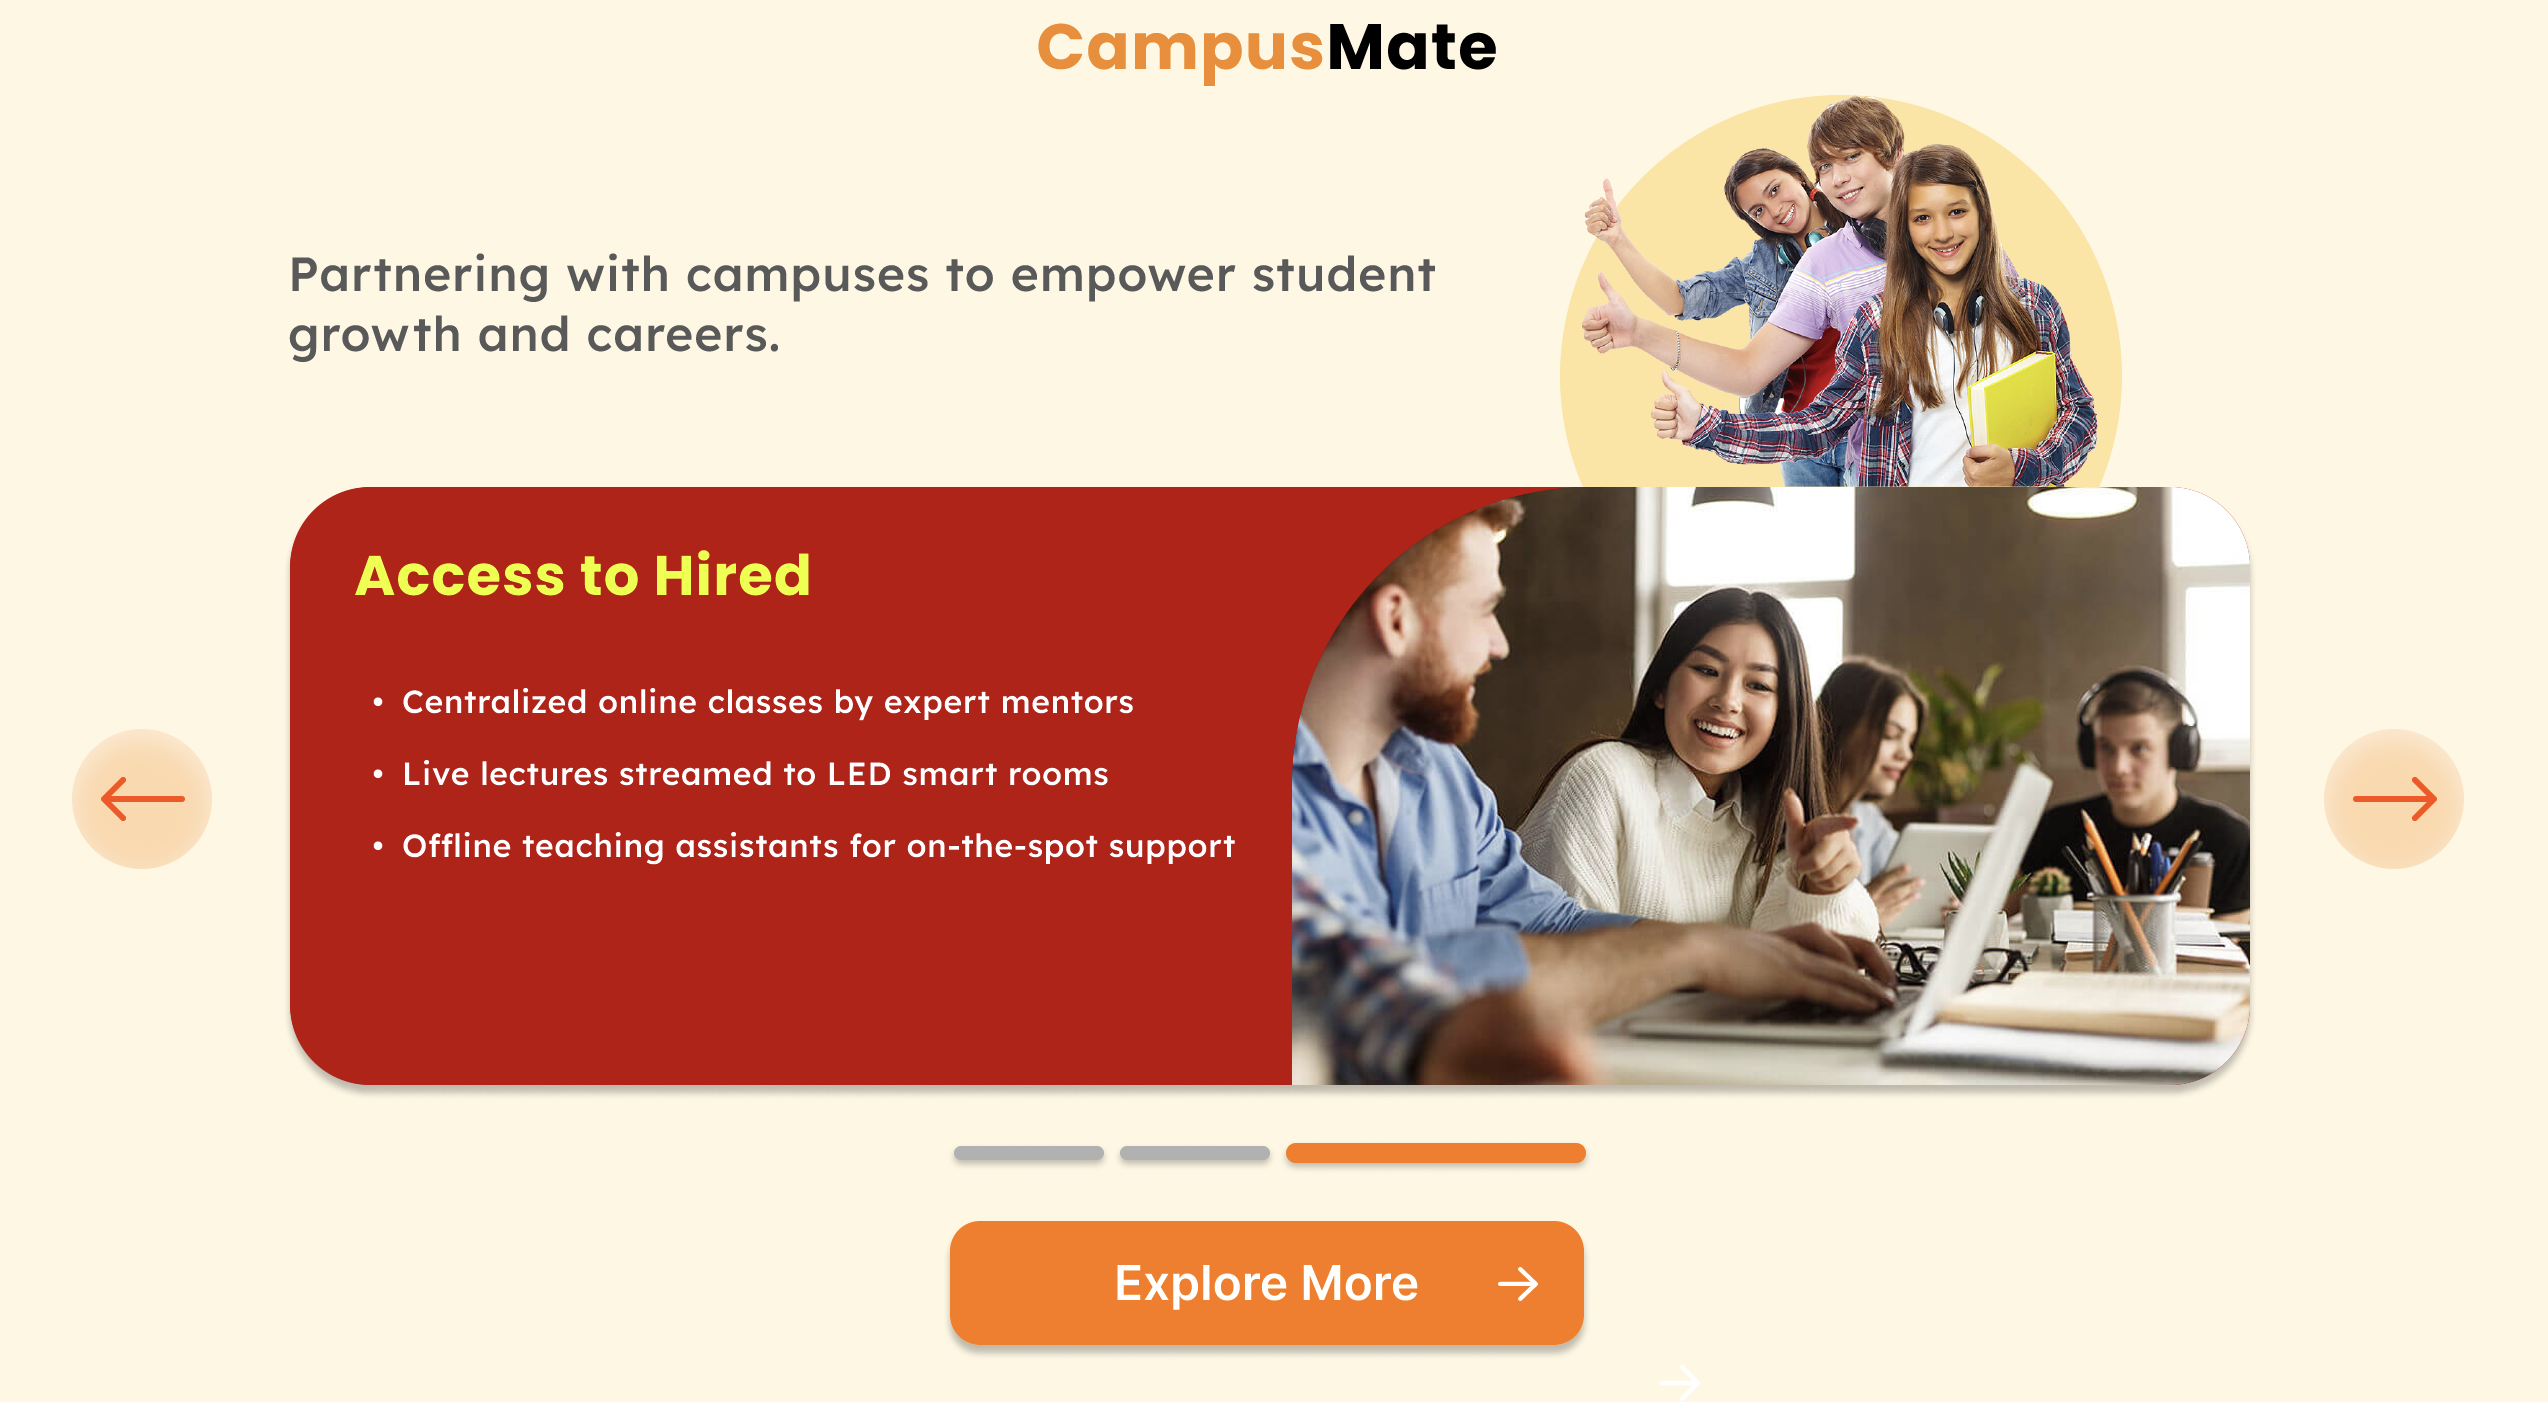 CampusMate
Partnering with campuses to empower student
growth and careers.
Access to Hired
• Centralized online classes by expert mentors
• Live lectures streamed to LED smart rooms
• Offline teaching assistants for on-the-spot support
Explore More